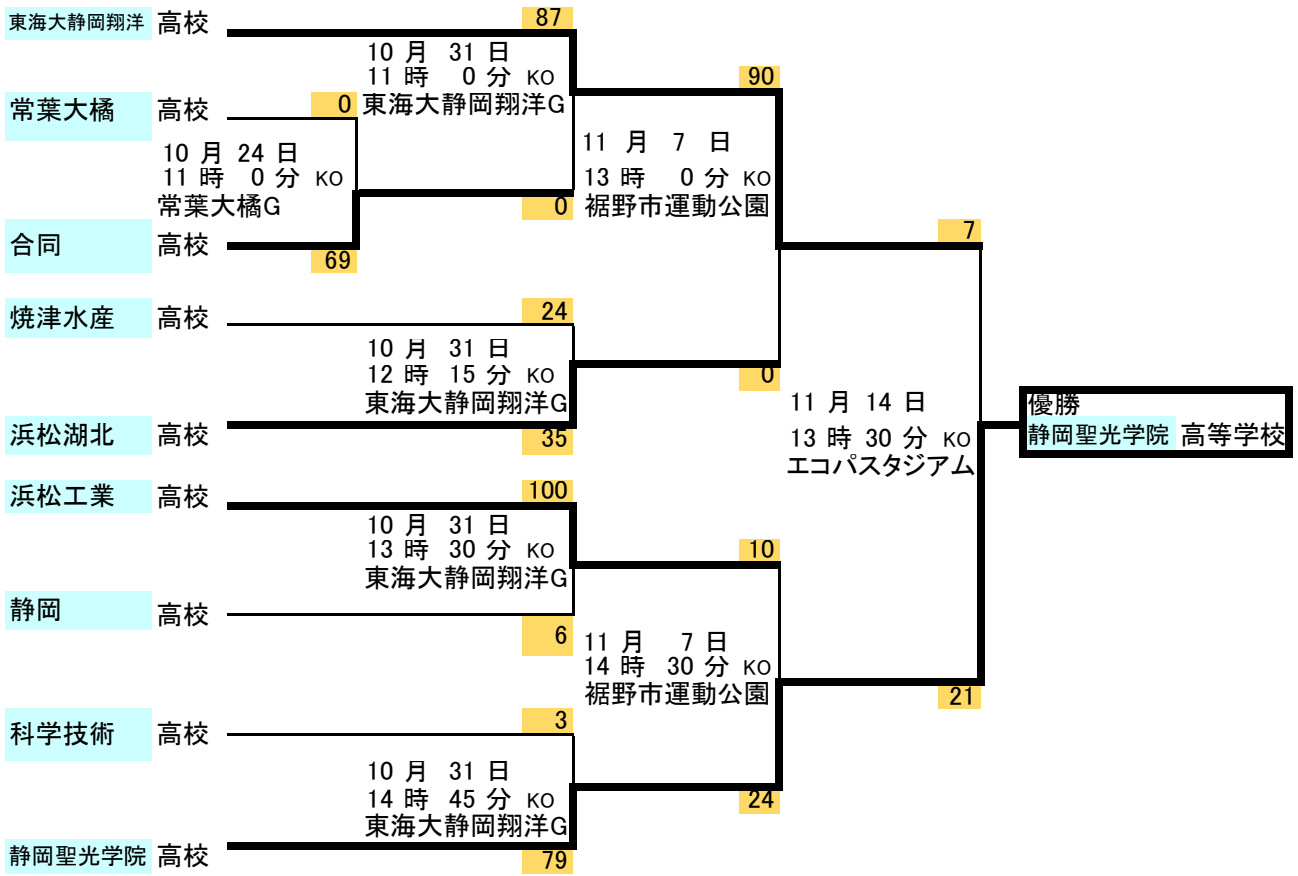 東海大静岡翔洋 高校
87
10 月 31 日
11 時 0 分 KO
東海大静岡翔洋G
90
常葉大橘 高校
0
10 月 24 日
11 時 0 分 KO
常葉大橘G
11 月 7 日
13 時 0 分 KO
裾野市運動公園
0
合同 高校
69
7
焼津水産 高校
24
10 月 31 日
12 時 15 分 KO
東海大静岡翔洋G
0
浜松湖北 高校
35
11 月 14 日
13 時 30 分 KO
エコパスタジアム
優勝
静岡聖光学院 高等学校
浜松工業 高校
100
10 月 31 日
13 時 30 分 KO
東海大静岡翔洋G
10
静岡 高校
6
11 月 7 日
14 時 30 分 KO
裾野市運動公園
21
科学技術 高校
3
10 月 31 日
14 時 45 分 KO
東海大静岡翔洋G
24
静岡聖光学院 高校
79